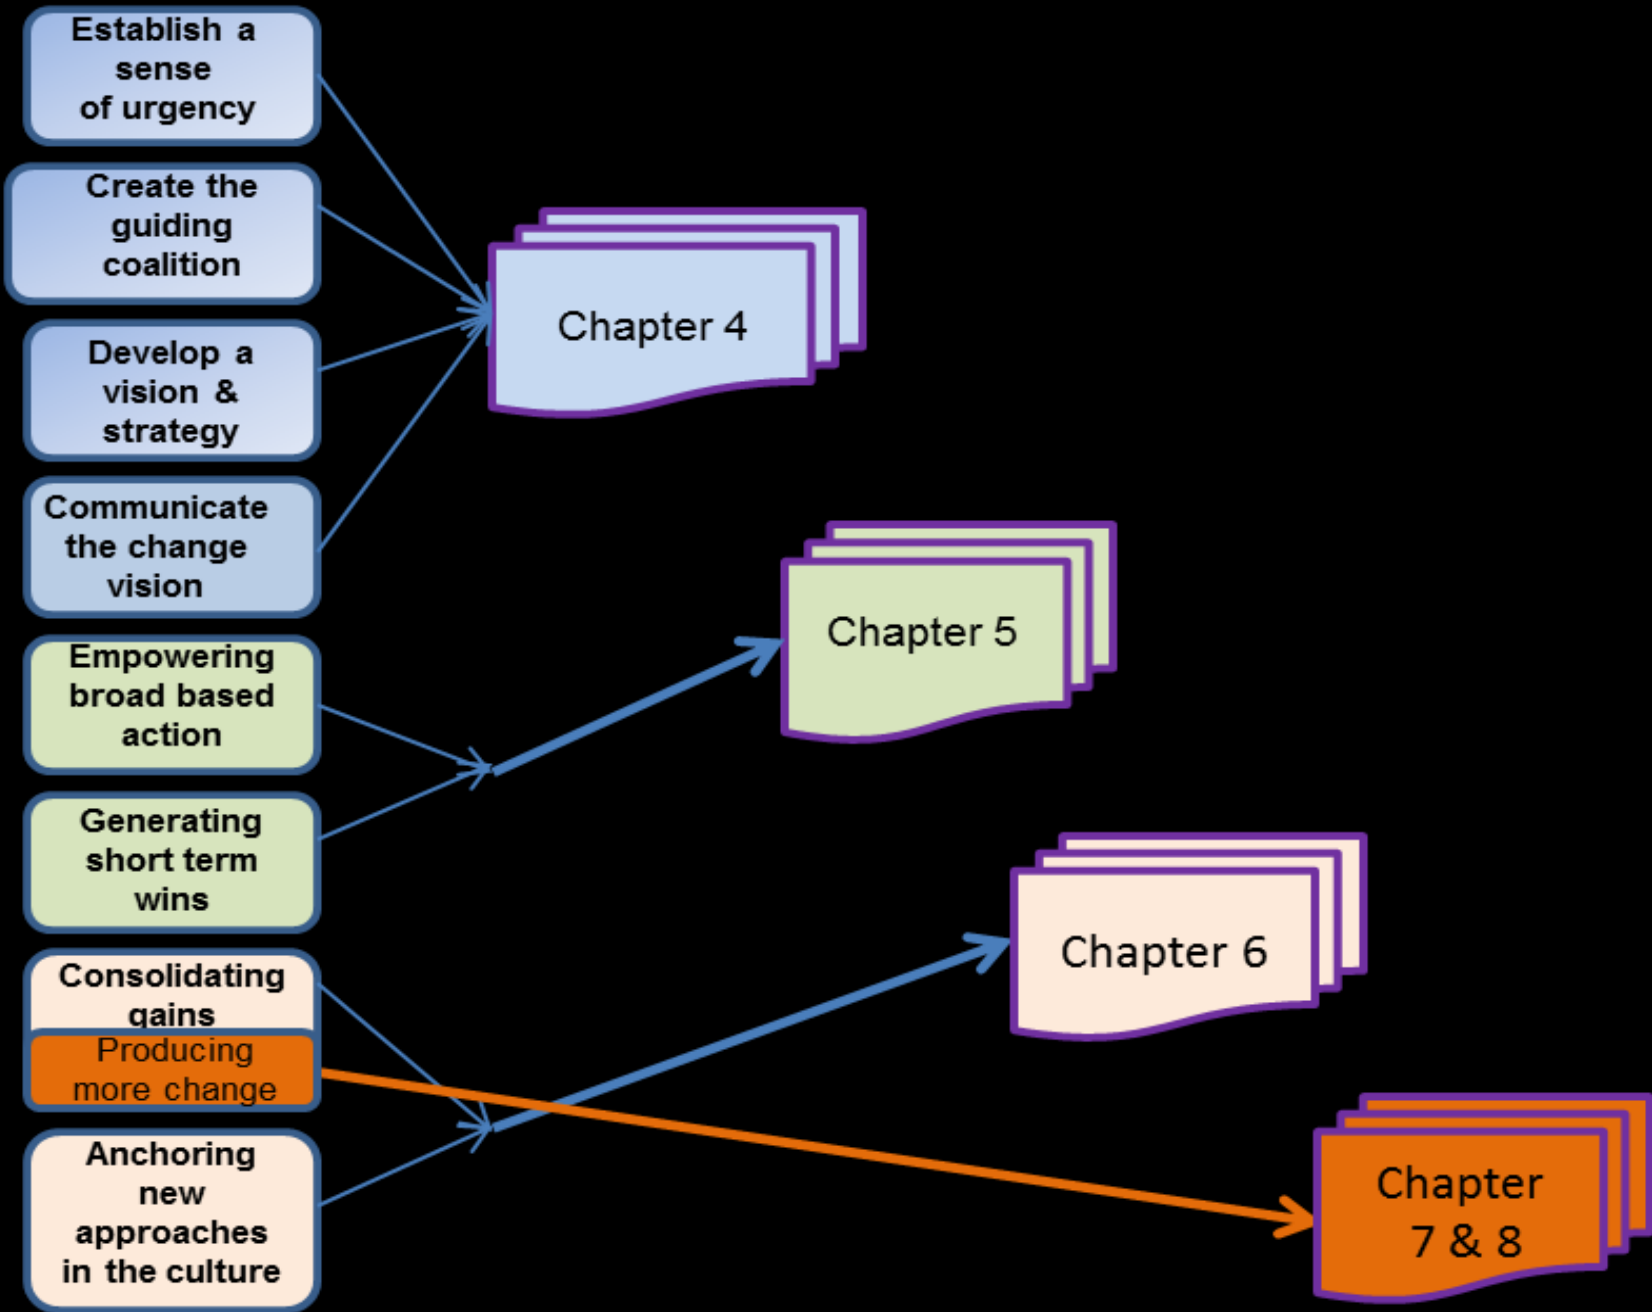 Establish a
sense
of urgency
Create the
guiding
coalition
Develop a
vision &
strategy
Communicate
the change
vision
Empowering
broad based
action
Generating
short term
wins
Consolidating
gains
Producing
more change
Anchoring
new
approaches
in the culture
Chapter 4
Chapter 5
Chapter 6
Chapter
7 & 8